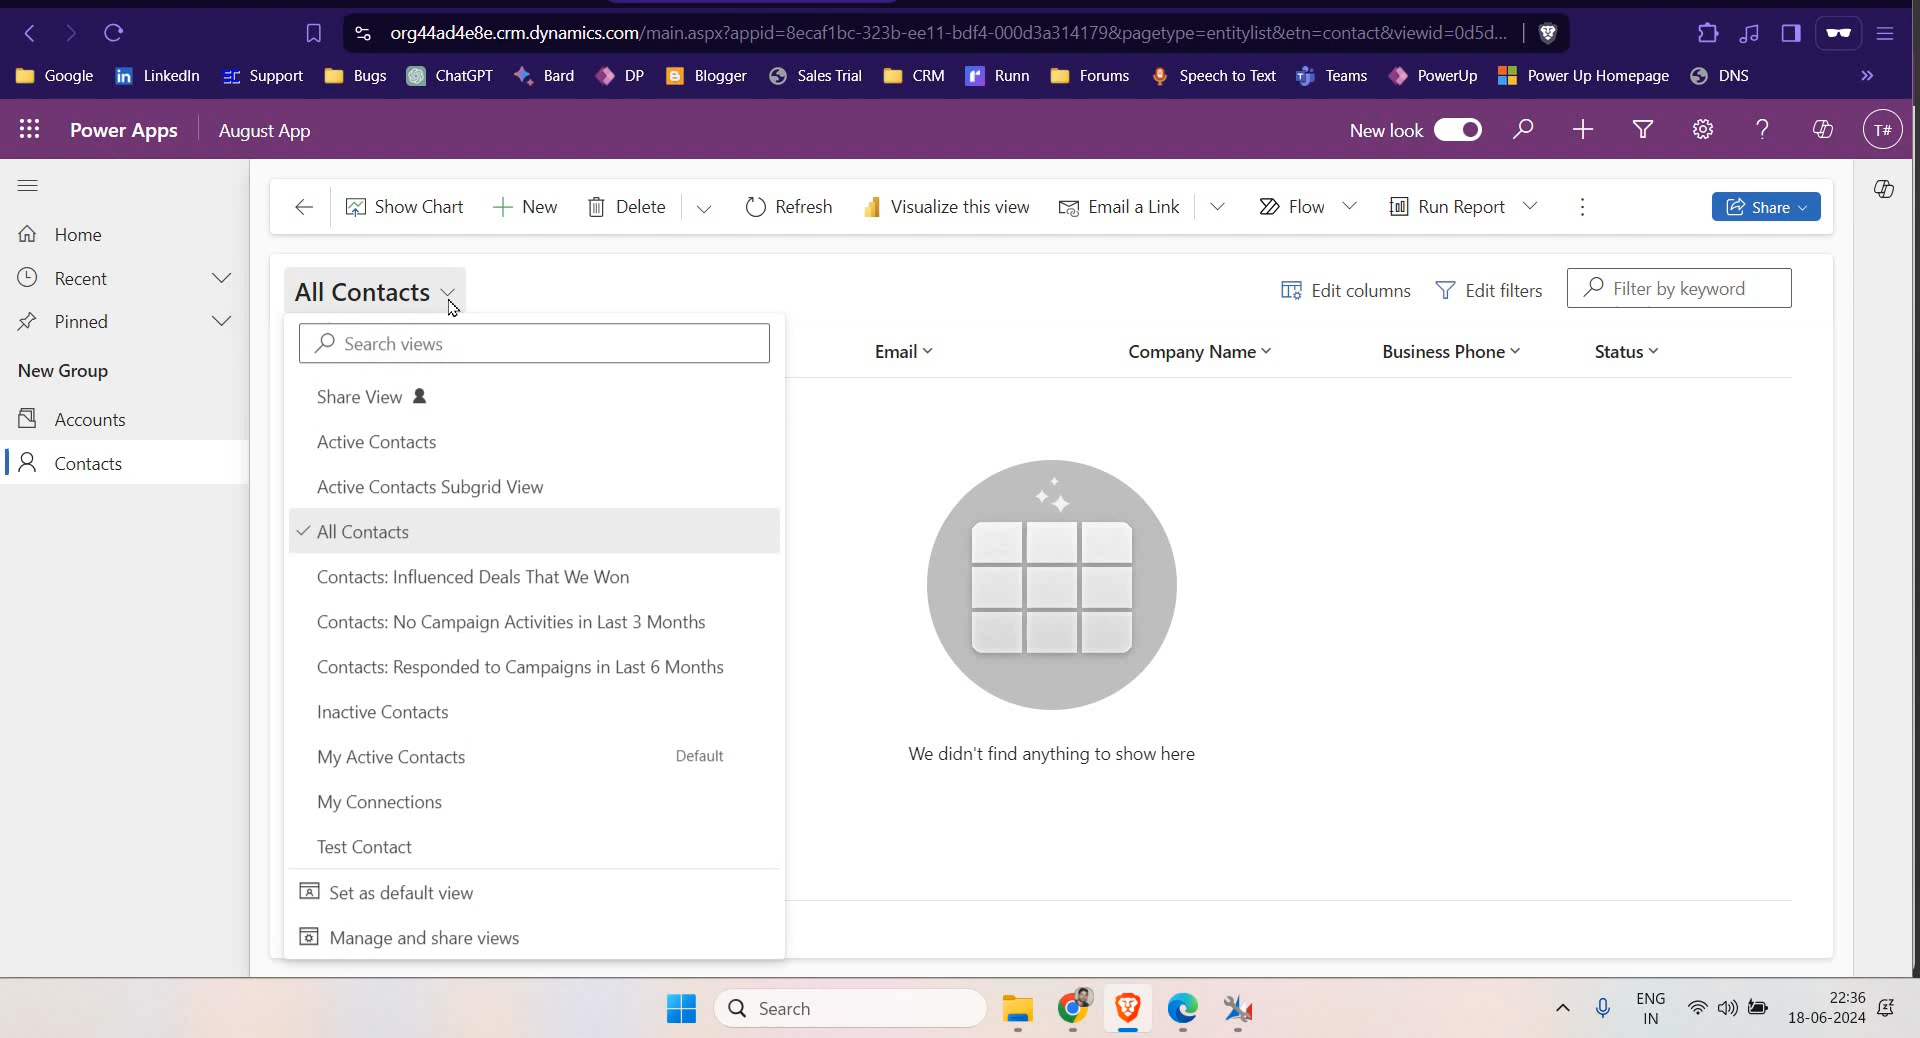 org44ad4e8e.crm.dynamics.com/main.aspx?appid=8ecaf1bc-323b-ee11-bdf4-000d3a314179&pagetype=entitylist&etn=contact&viewid=0d5d...
Google LinkedIn Support Bugs ChatGPT Bard DP Blogger Sales Trial CRM Runn Forums Speech to Text Teams PowerUp Power Up Homepage DNS »
Power Apps August App New look T#
Show Chart New Delete Refresh Visualize this view Email a Link Flow Run Report Share
Home
Recent
Pinned
New Group
Accounts
Contacts
All Contacts Edit columns Edit filters Filter by keyword
Search views
Email Company Name Business Phone Status
Share View
Active Contacts
Active Contacts Subgrid View
All Contacts
Contacts: Influenced Deals That We Won
Contacts: No Campaign Activities in Last 3 Months
Contacts: Responded to Campaigns in Last 6 Months
Inactive Contacts
My Active Contacts Default
My Connections
Test Contact
Set as default view
Manage and share views
We didn't find anything to show here
Search
ENG
IN
22:36
18-06-2024